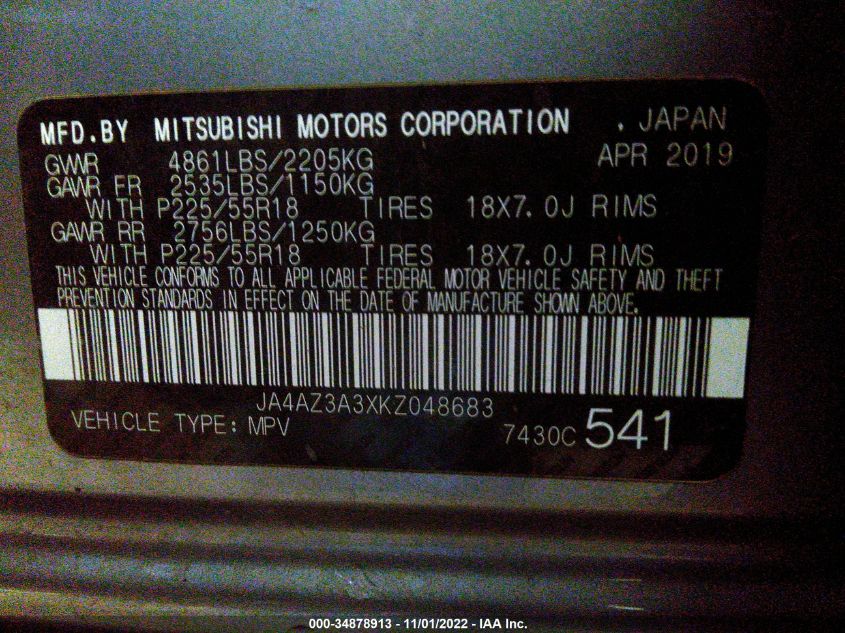 MFD.BY MITSUBISHI MOTORS CORPORATION . JAPAN
GVWR 4861LBS/2205KG APR 2019
GAWR FR 2535LBS/1150KG
WITH P225/55R18 TIRES 18X7.0J RIMS
GAWR RR 2756LBS/1250KG
WITH P225/55R18 TIRES 18X7.0J RIMS
THIS VEHICLE CONFORMS TO ALL APPLICABLE FEDERAL MOTOR VEHICLE SAFETY AND THEFT
PREVENTION STANDARDS IN EFFECT ON THE DATE OF MANUFACTURE SHOWN ABOVE.
JA4AZ3A3XKZ048683
VEHICLE TYPE: MPV 7430C 541
000-34878913 - 11/01/2022 - IAA Inc.